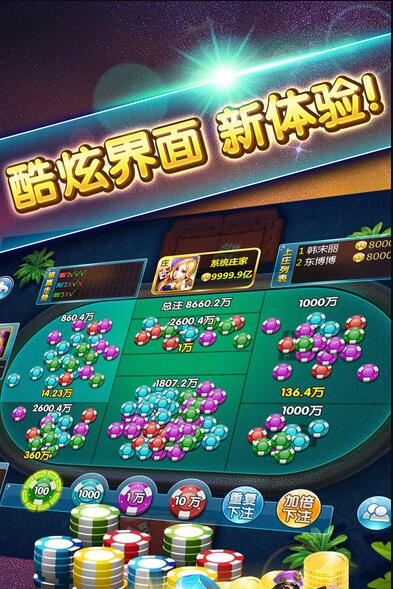 酷炫界面 新体验!
庄
系统庄家
9999.9亿
上庄列表
1 韩宋丽
8000
2 东博博
8000
总注 8660.2万
860.4万
2600.4万
1000万
1万
14.23万
136.4万
1807.2万
2600.4万
1000万
360万
100
1000
1万
10万
重复下注
加倍下注